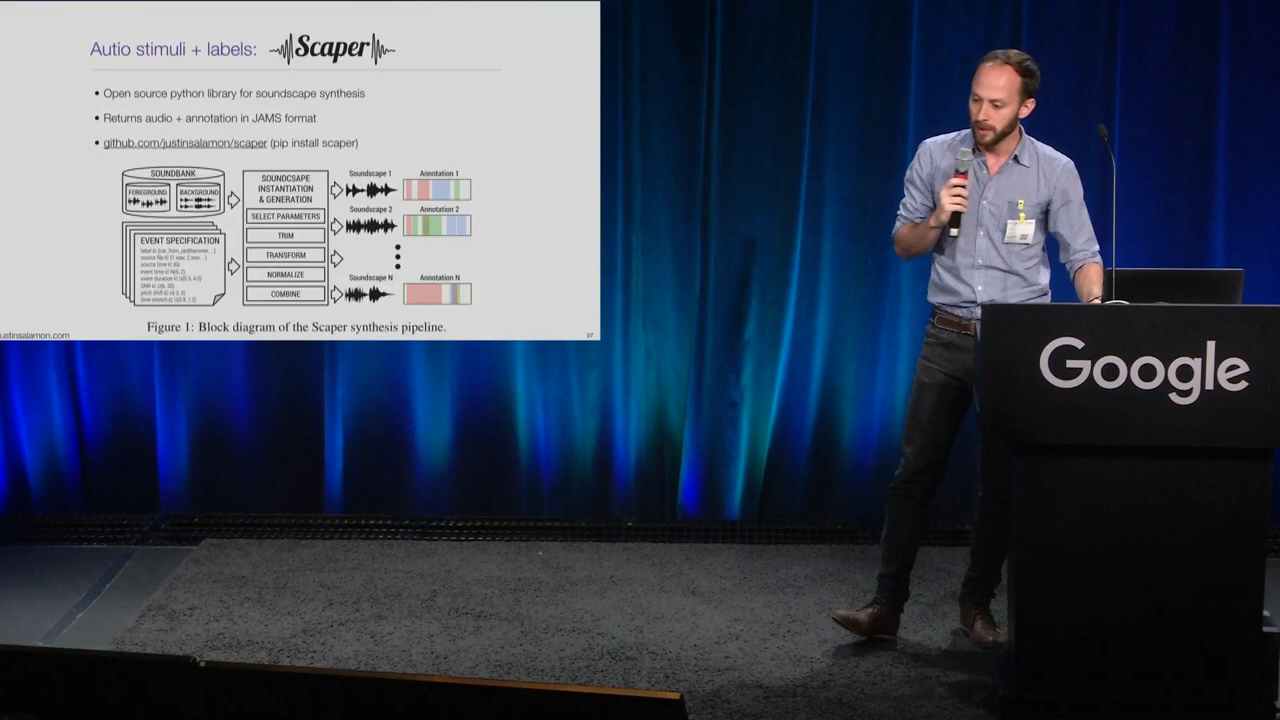 Autio stimuli + labels: Scaper
• Open source python library for soundscape synthesis
• Returns audio + annotation in JAMS format
• github.com/justinsalamon/scaper (pip install scaper)
SOUNDBANK
FOREGROUND
BACKGROUND
EVENT SPECIFICATION
SOUNDCSAPE
INSTANTIATION
& GENERATION
SELECT PARAMETERS
TRIM
TRANSFORM
NORMALIZE
COMBINE
Soundscape 1
Annotation 1
Soundscape 2
Annotation 2
Soundscape N
Annotation N
Figure 1: Block diagram of the Scaper synthesis pipeline.
ustinsalamon.com
27
Google